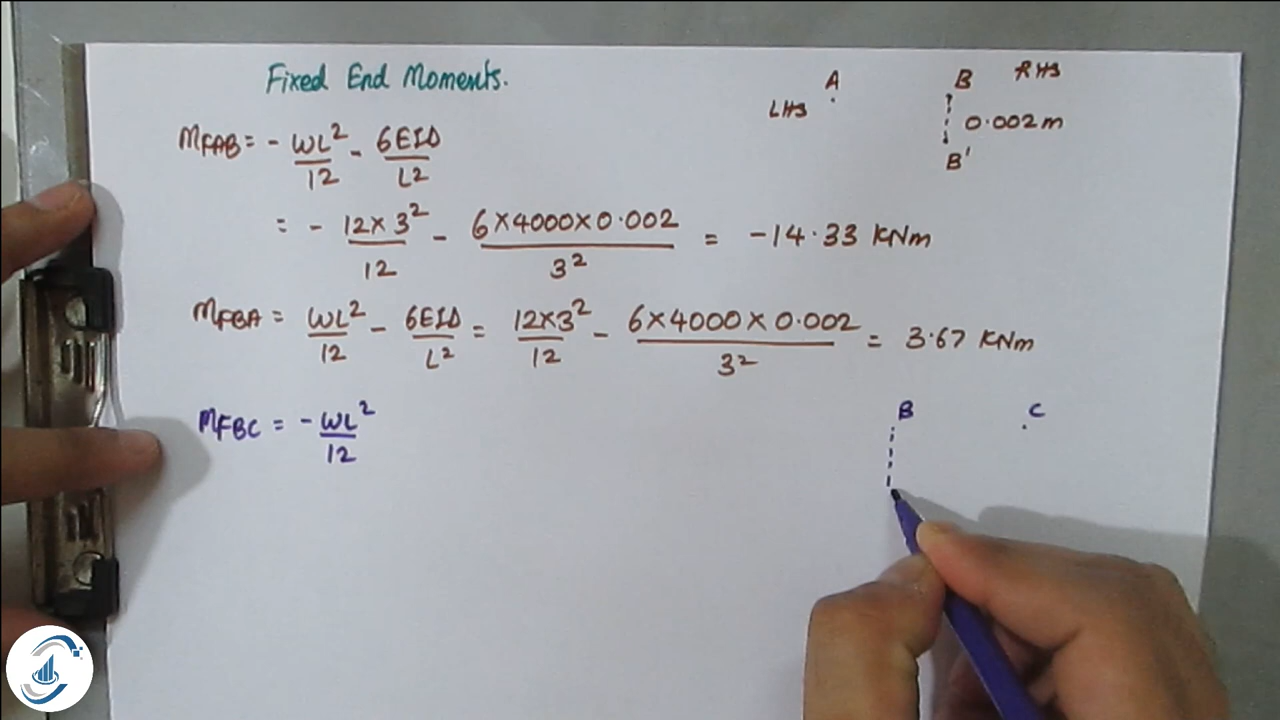 Fixed End Moments.
A
B
RHS
LHS
0.002m
B'
MFAB = - WL²/12 - 6EIΔ/L²
= - 12×3²/12 - 6×4000×0.002/3² = -14.33 KNm
MFBA = WL²/12 - 6EIΔ/L² = 12×3²/12 - 6×4000×0.002/3² = 3.67 KNm
B
C
MFBC = - WL²/12